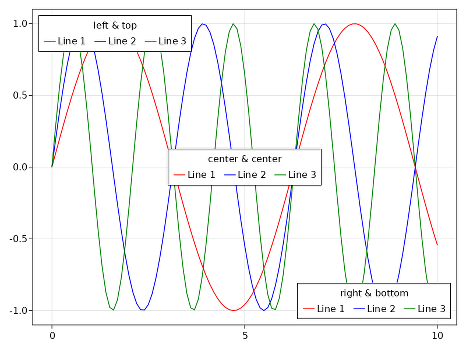 1.0
left & top
Line 1 Line 2 Line 3
0.5
center & center
0.0
Line 1 Line 2 Line 3
-0.5
right & bottom
Line 1 Line 2 Line 3
-1.0
0 5 10